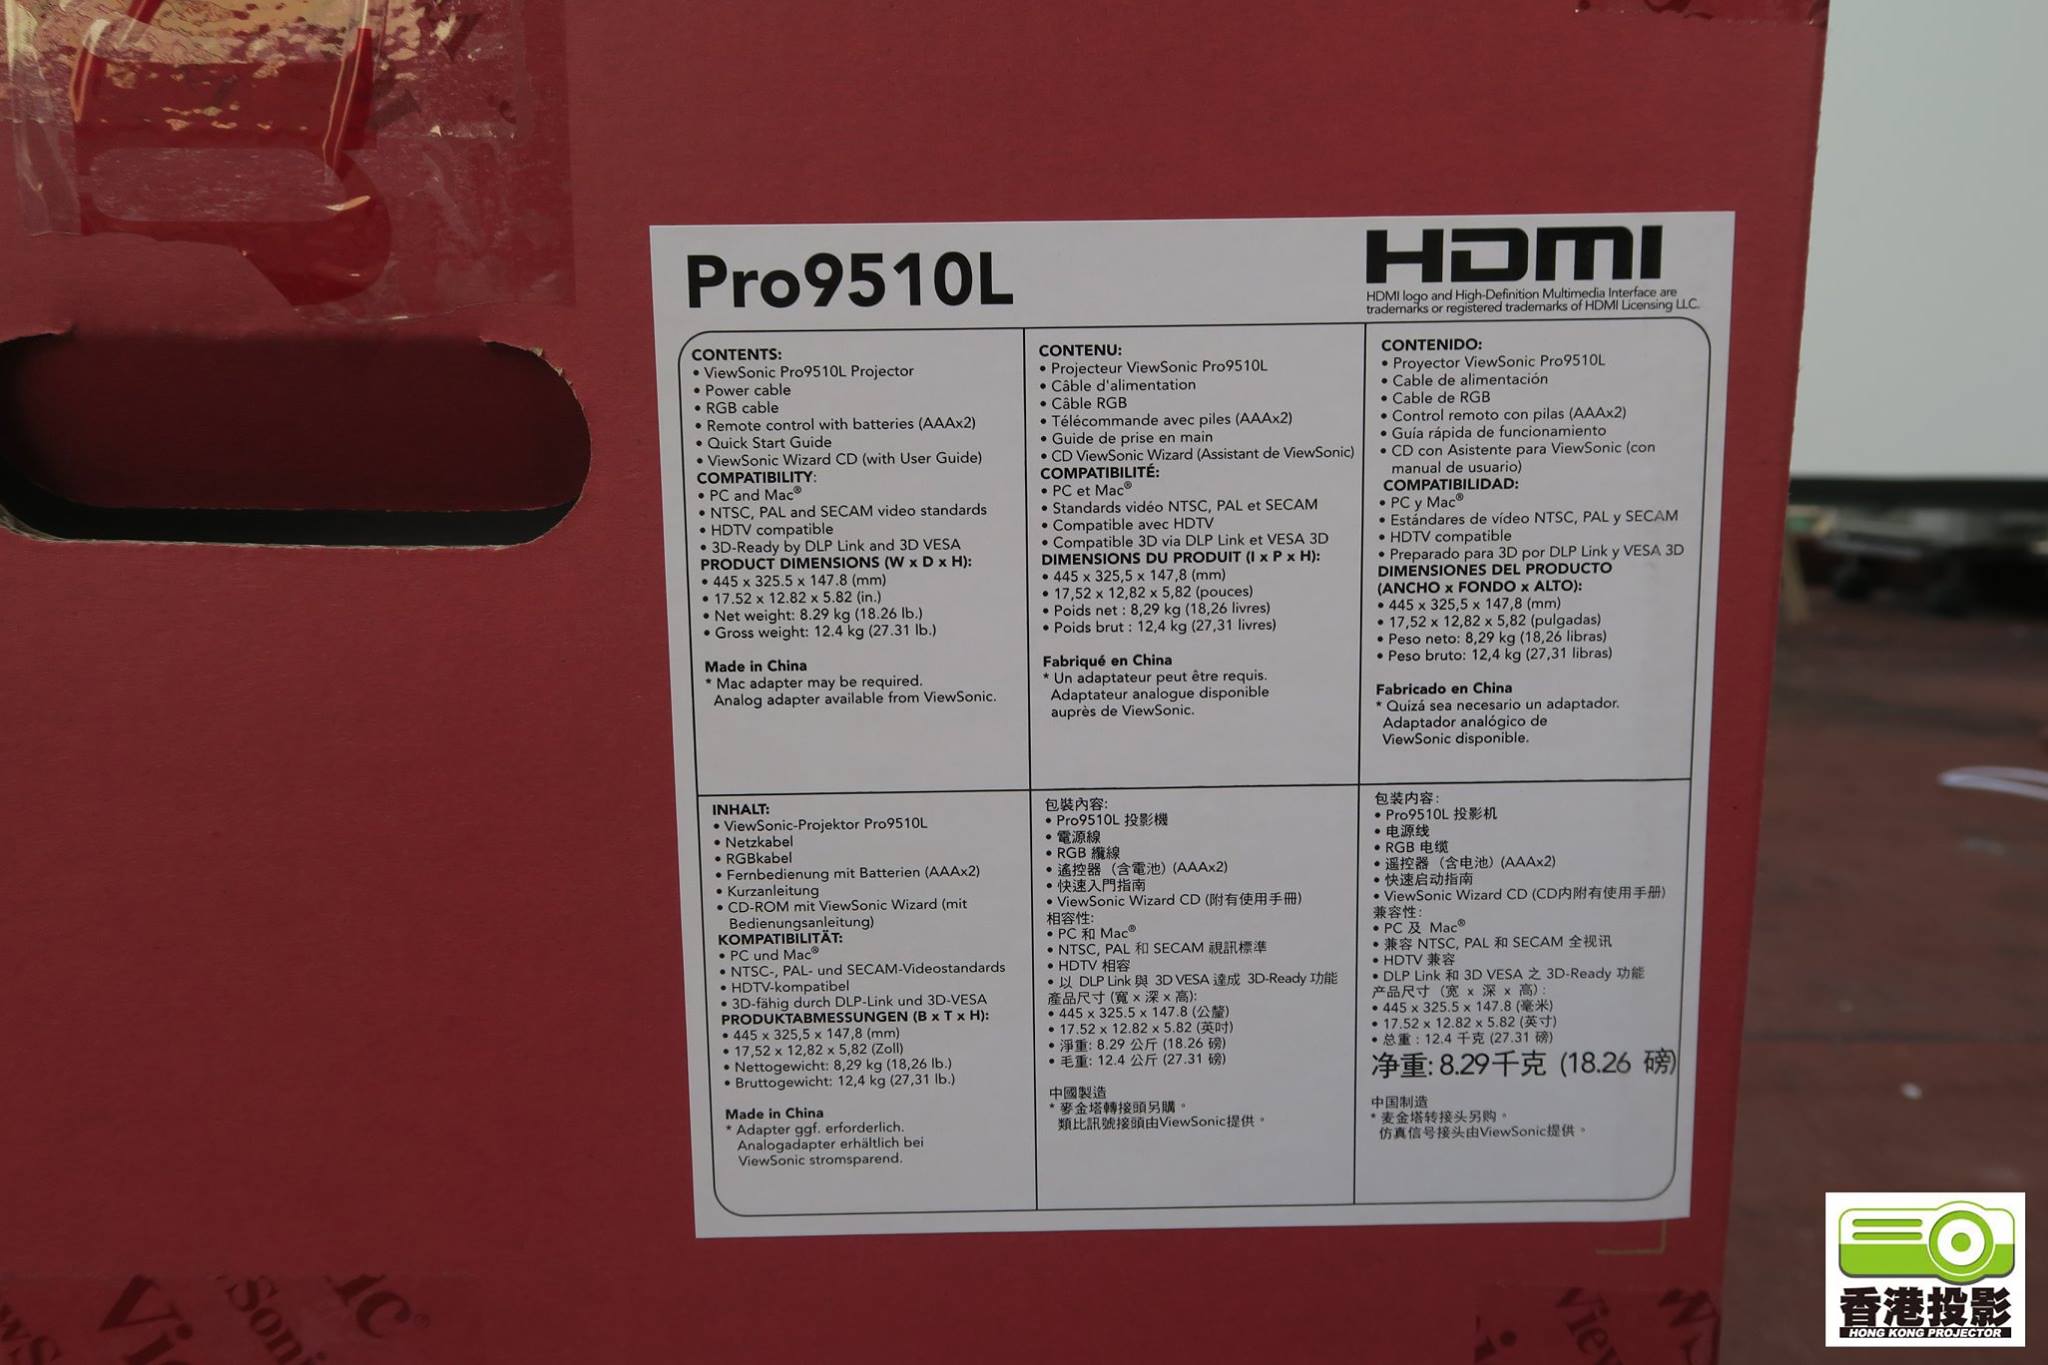 Pro9510L
HDMI
HDMI logo and High-Definition Multimedia Interface are
trademarks or registered trademarks of HDMI Licensing LLC.
CONTENTS:
• ViewSonic Pro9510L Projector
• Power cable
• RGB cable
• Remote control with batteries (AAAx2)
• Quick Start Guide
• ViewSonic Wizard CD (with User Guide)
COMPATIBILITY:
• PC and Mac®
• NTSC, PAL and SECAM video standards
• HDTV compatible
• 3D-Ready by DLP Link and 3D VESA
PRODUCT DIMENSIONS (W x D x H):
• 445 x 325.5 x 147.8 (mm)
• 17.52 x 12.82 x 5.82 (in.)
• Net weight: 8.29 kg (18.26 lb.)
• Gross weight: 12.4 kg (27.31 lb.)
Made in China
* Mac adapter may be required.
Analog adapter available from ViewSonic.
CONTENU:
• Projecteur ViewSonic Pro9510L
• Câble d'alimentation
• Câble RGB
• Télécommande avec piles (AAAx2)
• Guide de prise en main
• CD ViewSonic Wizard (Assistant de ViewSonic)
COMPATIBILITÉ:
• PC et Mac®
• Standards vidéo NTSC, PAL et SECAM
• Compatible avec HDTV
• Compatible 3D via DLP Link et VESA 3D
DIMENSIONS DU PRODUIT (l x P x H):
• 445 x 325,5 x 147,8 (mm)
• 17,52 x 12,82 x 5,82 (pouces)
• Poids net : 8,29 kg (18,26 livres)
• Poids brut : 12,4 kg (27,31 livres)
Fabriqué en China
* Un adaptateur peut être requis.
Adaptateur analogue disponible
auprès de ViewSonic.
CONTENIDO:
• Proyector ViewSonic Pro9510L
• Cable de alimentación
• Cable de RGB
• Control remoto con pilas (AAAx2)
• Guía rápida de funcionamiento
• CD con Asistente para ViewSonic (con
manual de usuario)
COMPATIBILIDAD:
• PC y Mac®
• Estándares de vídeo NTSC, PAL y SECAM
• HDTV compatible
• Preparado para 3D por DLP Link y VESA 3D
DIMENSIONES DEL PRODUCTO
(ANCHO x FONDO x ALTO):
• 445 x 325,5 x 147,8 (mm)
• 17,52 x 12,82 x 5,82 (pulgadas)
• Peso neto: 8,29 kg (18,26 libras)
• Peso bruto: 12,4 kg (27,31 libras)
Fabricado en China
* Quizá sea necesario un adaptador.
Adaptador analógico de
ViewSonic disponible.
INHALT:
• ViewSonic-Projektor Pro9510L
• Netzkabel
• RGBkabel
• Fernbedienung mit Batterien (AAAx2)
• Kurzanleitung
• CD-ROM mit ViewSonic Wizard (mit
Bedienungsanleitung)
KOMPATIBILITÄT:
• PC und Mac®
• NTSC-, PAL- und SECAM-Videostandards
• HDTV-kompatibel
• 3D-fähig durch DLP-Link und 3D-VESA
PRODUKTABMESSUNGEN (B x T x H):
• 445 x 325,5 x 147,8 (mm)
• 17,52 x 12,82 x 5,82 (Zoll)
• Nettogewicht: 8,29 kg (18,26 lb.)
• Bruttogewicht: 12,4 kg (27,31 lb.)
Made in China
* Adapter ggf. erforderlich.
Analogadapter erhältlich bei
ViewSonic stromsparend.
包裝內容:
• Pro9510L 投影機
• 電源線
• RGB 纜線
• 遙控器 (含電池) (AAAx2)
• 快速入門指南
• ViewSonic Wizard CD (附有使用手冊)
相容性:
• PC 和 Mac®
• NTSC, PAL 和 SECAM 視訊標準
• HDTV 相容
• 以 DLP Link 與 3D VESA 達成 3D-Ready 功能
產品尺寸 (寬 x 深 x 高):
• 445 x 325.5 x 147.8 (公釐)
• 17.52 x 12.82 x 5.82 (英吋)
• 淨重: 8.29 公斤 (18.26 磅)
• 毛重: 12.4 公斤 (27.31 磅)
中國製造
* 麥金塔轉接頭另購。
類比訊號接頭由ViewSonic提供。
包装内容:
• Pro9510L 投影机
• 电源线
• RGB 电缆
• 遥控器 (含电池) (AAAx2)
• 快速启动指南
• ViewSonic Wizard CD (CD内附有使用手册)
兼容性:
• PC 及 Mac®
• 兼容 NTSC, PAL 和 SECAM 全视讯
• HDTV 兼容
• DLP Link 和 3D VESA 之 3D-Ready 功能
产品尺寸 (宽 x 深 x 高):
• 445 x 325.5 x 147.8 (毫米)
• 17.52 x 12.82 x 5.82 (英寸)
• 总重 : 12.4 千克 (27.31 磅)
净重: 8.29千克 (18.26 磅)
中国制造
* 麦金塔转接头另购。
仿真信号接头由ViewSonic提供。
香港投影
HONG KONG PROJECTOR